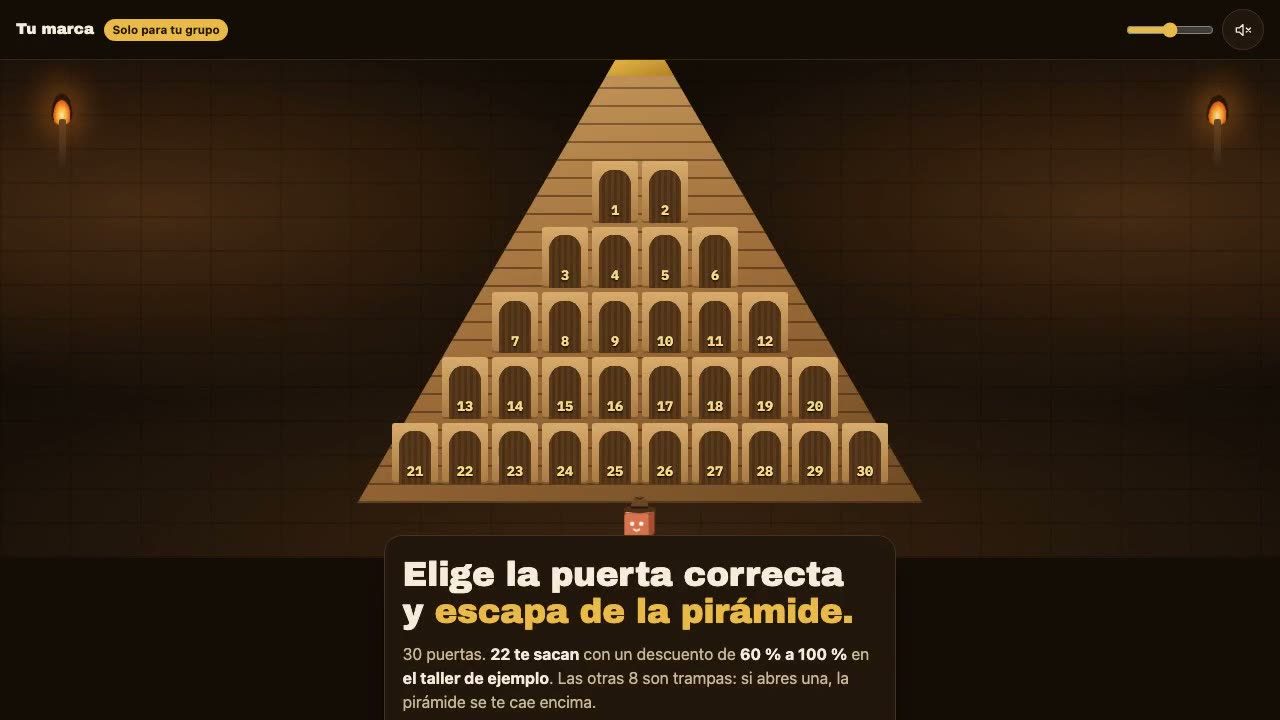 Tu marca Solo para tu grupo
1 2
3 4 5 6
7 8 9 10 11 12
13 14 15 16 17 18 19 20
21 22 23 24 25 26 27 28 29 30
Elige la puerta correcta
y escapa de la pirámide.
30 puertas. 22 te sacan con un descuento de 60 % a 100 % en
el taller de ejemplo. Las otras 8 son trampas: si abres una, la
pirámide se te cae encima.